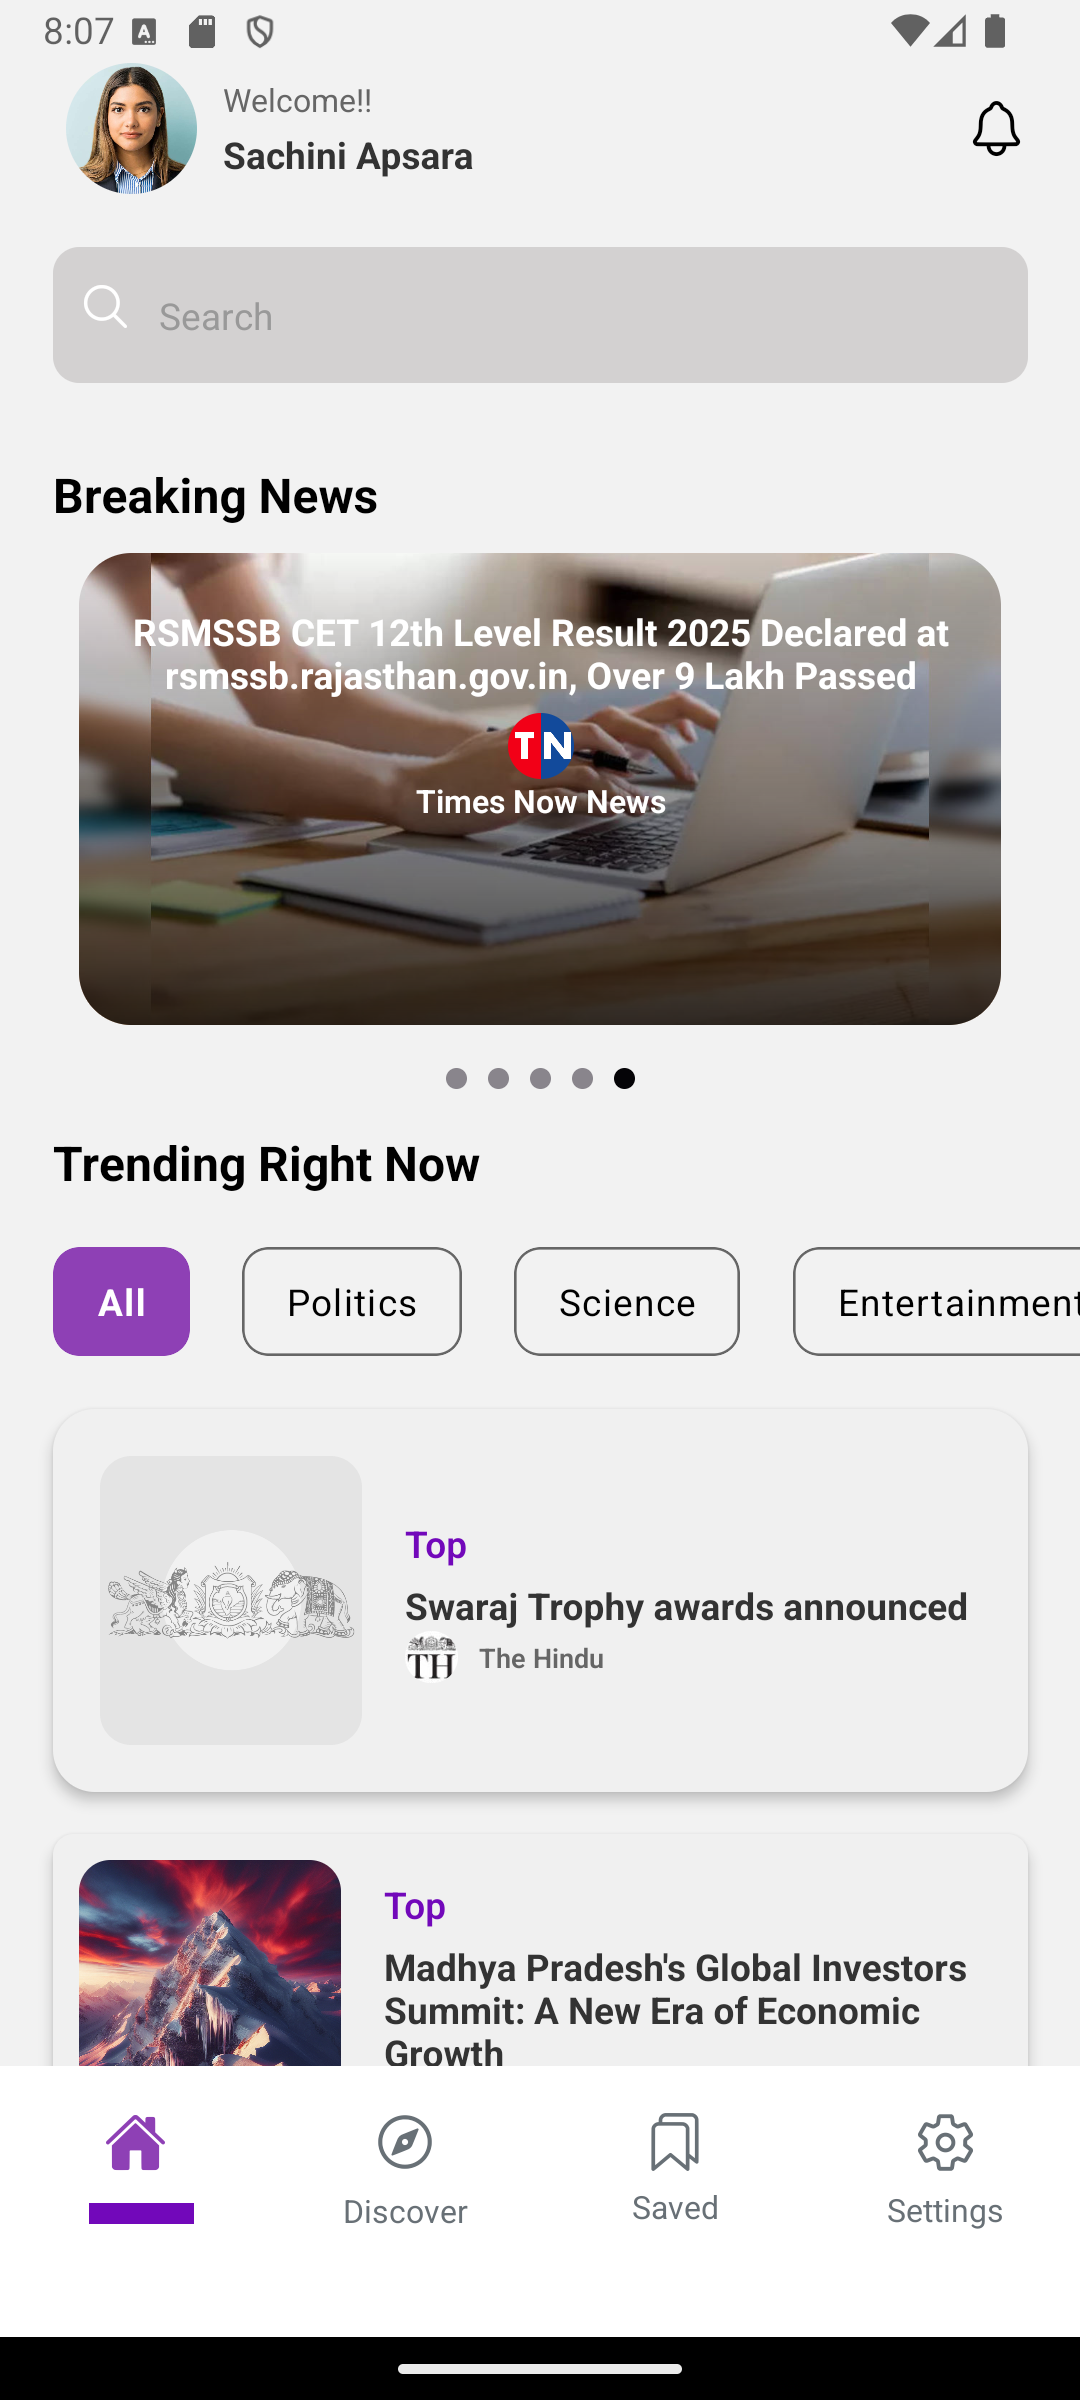 8:07
Welcome!!
Sachini Apsara
Search
Breaking News
RSMSSB CET 12th Level Result 2025 Declared at
rsmssb.rajasthan.gov.in, Over 9 Lakh Passed
TN
Times Now News
Trending Right Now
All
Politics
Science
Entertainment
Top
Swaraj Trophy awards announced
TH
The Hindu
Top
Madhya Pradesh's Global Investors
Summit: A New Era of Economic
Growth
Discover
Saved
Settings